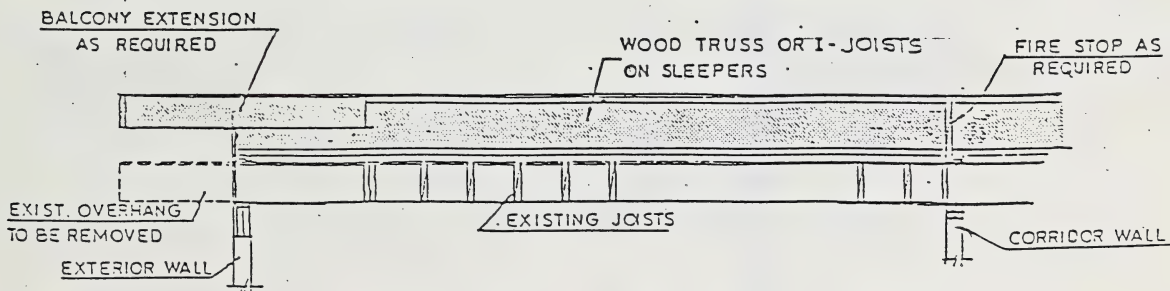 BALCONY EXTENSION
AS REQUIRED
WOOD TRUSS OR I-JOISTS
ON SLEEPERS
FIRE STOP AS
REQUIRED
EXIST. OVERHANG
TO BE REMOVED
EXISTING JOISTS
EXTERIOR WALL
CORRIDOR WALL